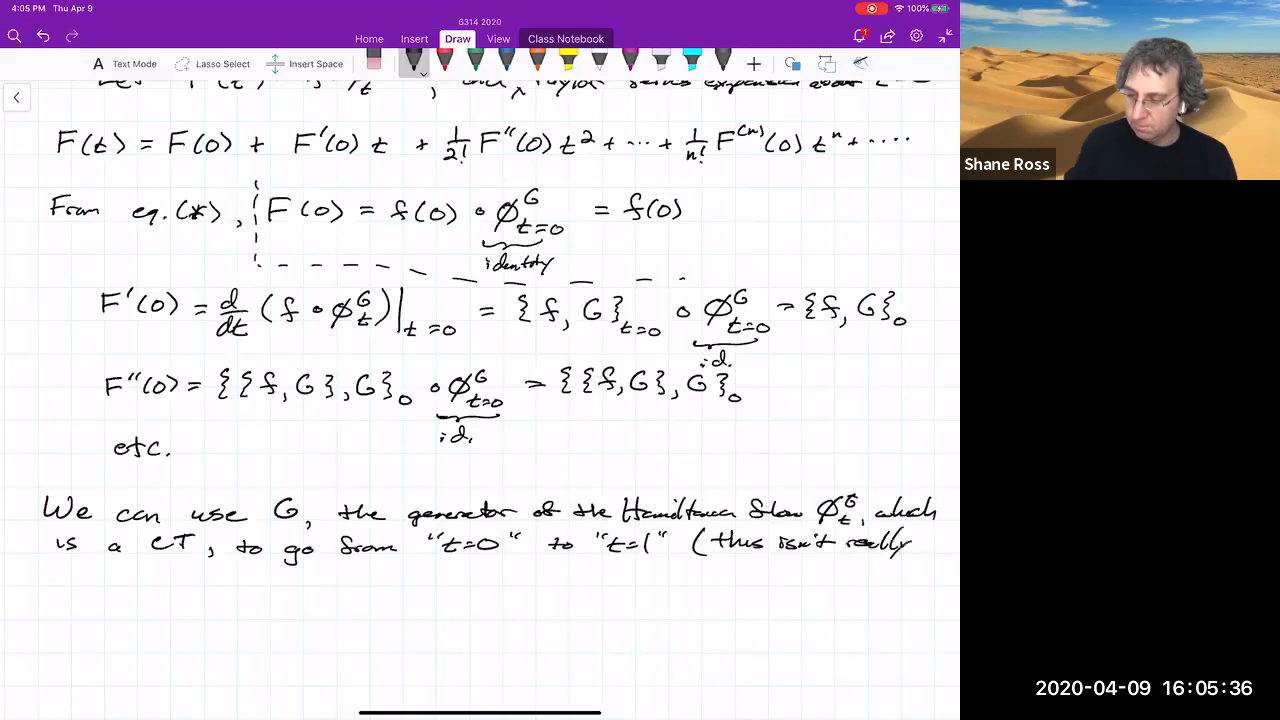 4:05 PM Thu Apr 9
100%
6314 2020
Home Insert Draw View Class Notebook
Text Mode Lasso Select Insert Space
F(t) = F(0) + F'(0) t + 1/2! F''(0) t² + ... + 1/n! F⁽ⁿ⁾(0) tⁿ + ....
From eq. (*), F(0) = f(0) ∘ φ^G_{t=0} = f(0)
identity
F'(0) = d/dt (f ∘ φ^G_t)|_{t=0} = {f, G}_{t=0} ∘ φ^G_{t=0} = {f, G}_0
id.
F''(0) = {{f, G}, G}_0 ∘ φ^G_{t=0} = {{f, G}, G}_0
id.
etc.
We can use G, the generator of the Hamiltonian flow φ^G_t, which
is a CT, to go from "t=0" to "t=1" (this isn't really
Shane Ross
2020-04-09 16:05:36